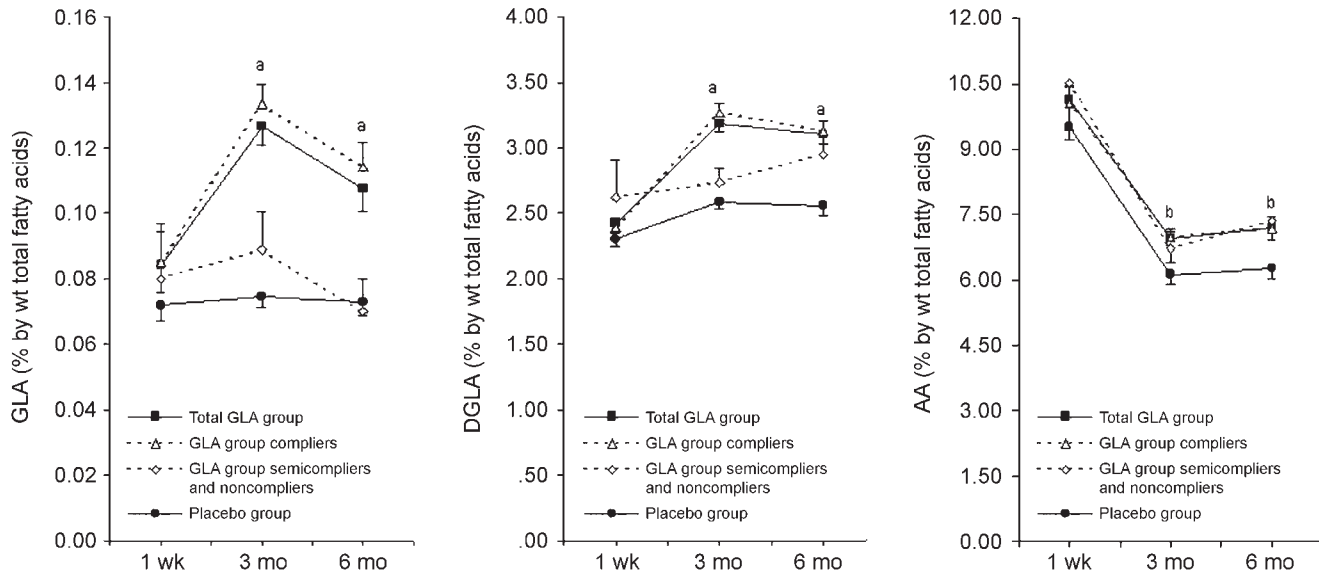 GLA (% by wt total fatty acids)
0.16
0.14
0.12
0.10
0.08
0.06
0.04
0.02
0.00
a
a
Total GLA group
GLA group compliers
GLA group semicompliers
and noncompliers
Placebo group
1 wk
3 mo
6 mo
DGLA (% by wt total fatty acids)
4.00
3.50
3.00
2.50
2.00
1.50
1.00
.50
.00
a
a
Total GLA group
GLA group compliers
GLA group semicompliers
and noncompliers
Placebo group
1 wk
3 mo
6 mo
AA (% by wt total fatty acids)
12.00
10.50
9.00
7.50
6.00
4.50
3.00
1.50
00.00
b
b
Total GLA group
GLA group compliers
GLA group semicompliers
and noncompliers
Placebo group
1 wk
3 mo
6 mo